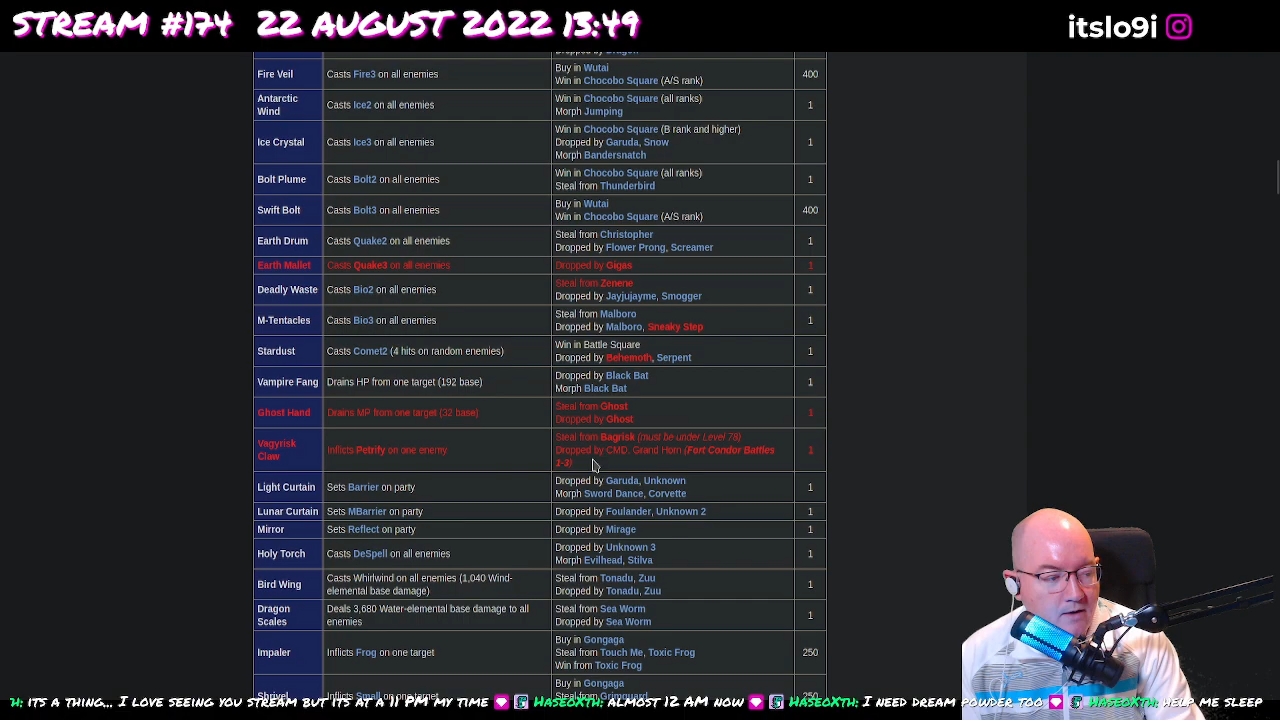 STREAM #174 22 AUGUST 2022 13:49
itslo9i
Dropped by Dragon
Fire Veil
Casts Fire3 on all enemies
Buy in Wutai
Win in Chocobo Square (A/S rank)
400
Antarctic
Wind
Casts Ice2 on all enemies
Win in Chocobo Square (all ranks)
Morph Jumping
1
Ice Crystal
Casts Ice3 on all enemies
Win in Chocobo Square (B rank and higher)
Dropped by Garuda, Snow
Morph Bandersnatch
1
Bolt Plume
Casts Bolt2 on all enemies
Win in Chocobo Square (all ranks)
Steal from Thunderbird
1
Swift Bolt
Casts Bolt3 on all enemies
Buy in Wutai
Win in Chocobo Square (A/S rank)
400
Earth Drum
Casts Quake2 on all enemies
Steal from Christopher
Dropped by Flower Prong, Screamer
1
Earth Mallet
Casts Quake3 on all enemies
Dropped by Gigas
1
Deadly Waste
Casts Bio2 on all enemies
Steal from Zenene
Dropped by Jayjujayme, Smogger
1
M-Tentacles
Casts Bio3 on all enemies
Steal from Malboro
Dropped by Malboro, Sneaky Step
1
Stardust
Casts Comet2 (4 hits on random enemies)
Win in Battle Square
Dropped by Behemoth, Serpent
1
Vampire Fang
Drains HP from one target (192 base)
Dropped by Black Bat
Morph Black Bat
1
Ghost Hand
Drains MP from one target (32 base)
Steal from Ghost
Dropped by Ghost
1
Vagyrisk
Claw
Inflicts Petrify on one enemy
Steal from Bagrisk (must be under Level 78)
Dropped by CMD. Grand Horn (Fort Condor Battles
1-3)
1
Light Curtain
Sets Barrier on party
Dropped by Garuda, Unknown
Morph Sword Dance, Corvette
1
Lunar Curtain
Sets MBarrier on party
Dropped by Foulander, Unknown 2
1
Mirror
Sets Reflect on party
Dropped by Mirage
1
Holy Torch
Casts DeSpell on all enemies
Dropped by Unknown 3
Morph Evilhead, Stilva
1
Bird Wing
Casts Whirlwind on all enemies (1,040 Wind-
elemental base damage)
Steal from Tonadu, Zuu
Dropped by Tonadu, Zuu
1
Dragon
Scales
Deals 3,680 Water-elemental base damage to all
enemies
Steal from Sea Worm
Dropped by Sea Worm
1
Impaler
Inflicts Frog on one target
Buy in Gongaga
Steal from Touch Me, Toxic Frog
Win from Toxic Frog
250
Shrivel
Inflicts Small on one target
Buy in Gongaga
Steal from Grimguard
250
H: ITS A THING... I LOVE SEEING YOU STREAM BUT TIME HaseoXth: ALMOST 12 AM NOW HaseoXth: I NEED DREAM POWDER TOO HaseoXth: HELP ME SLEEP